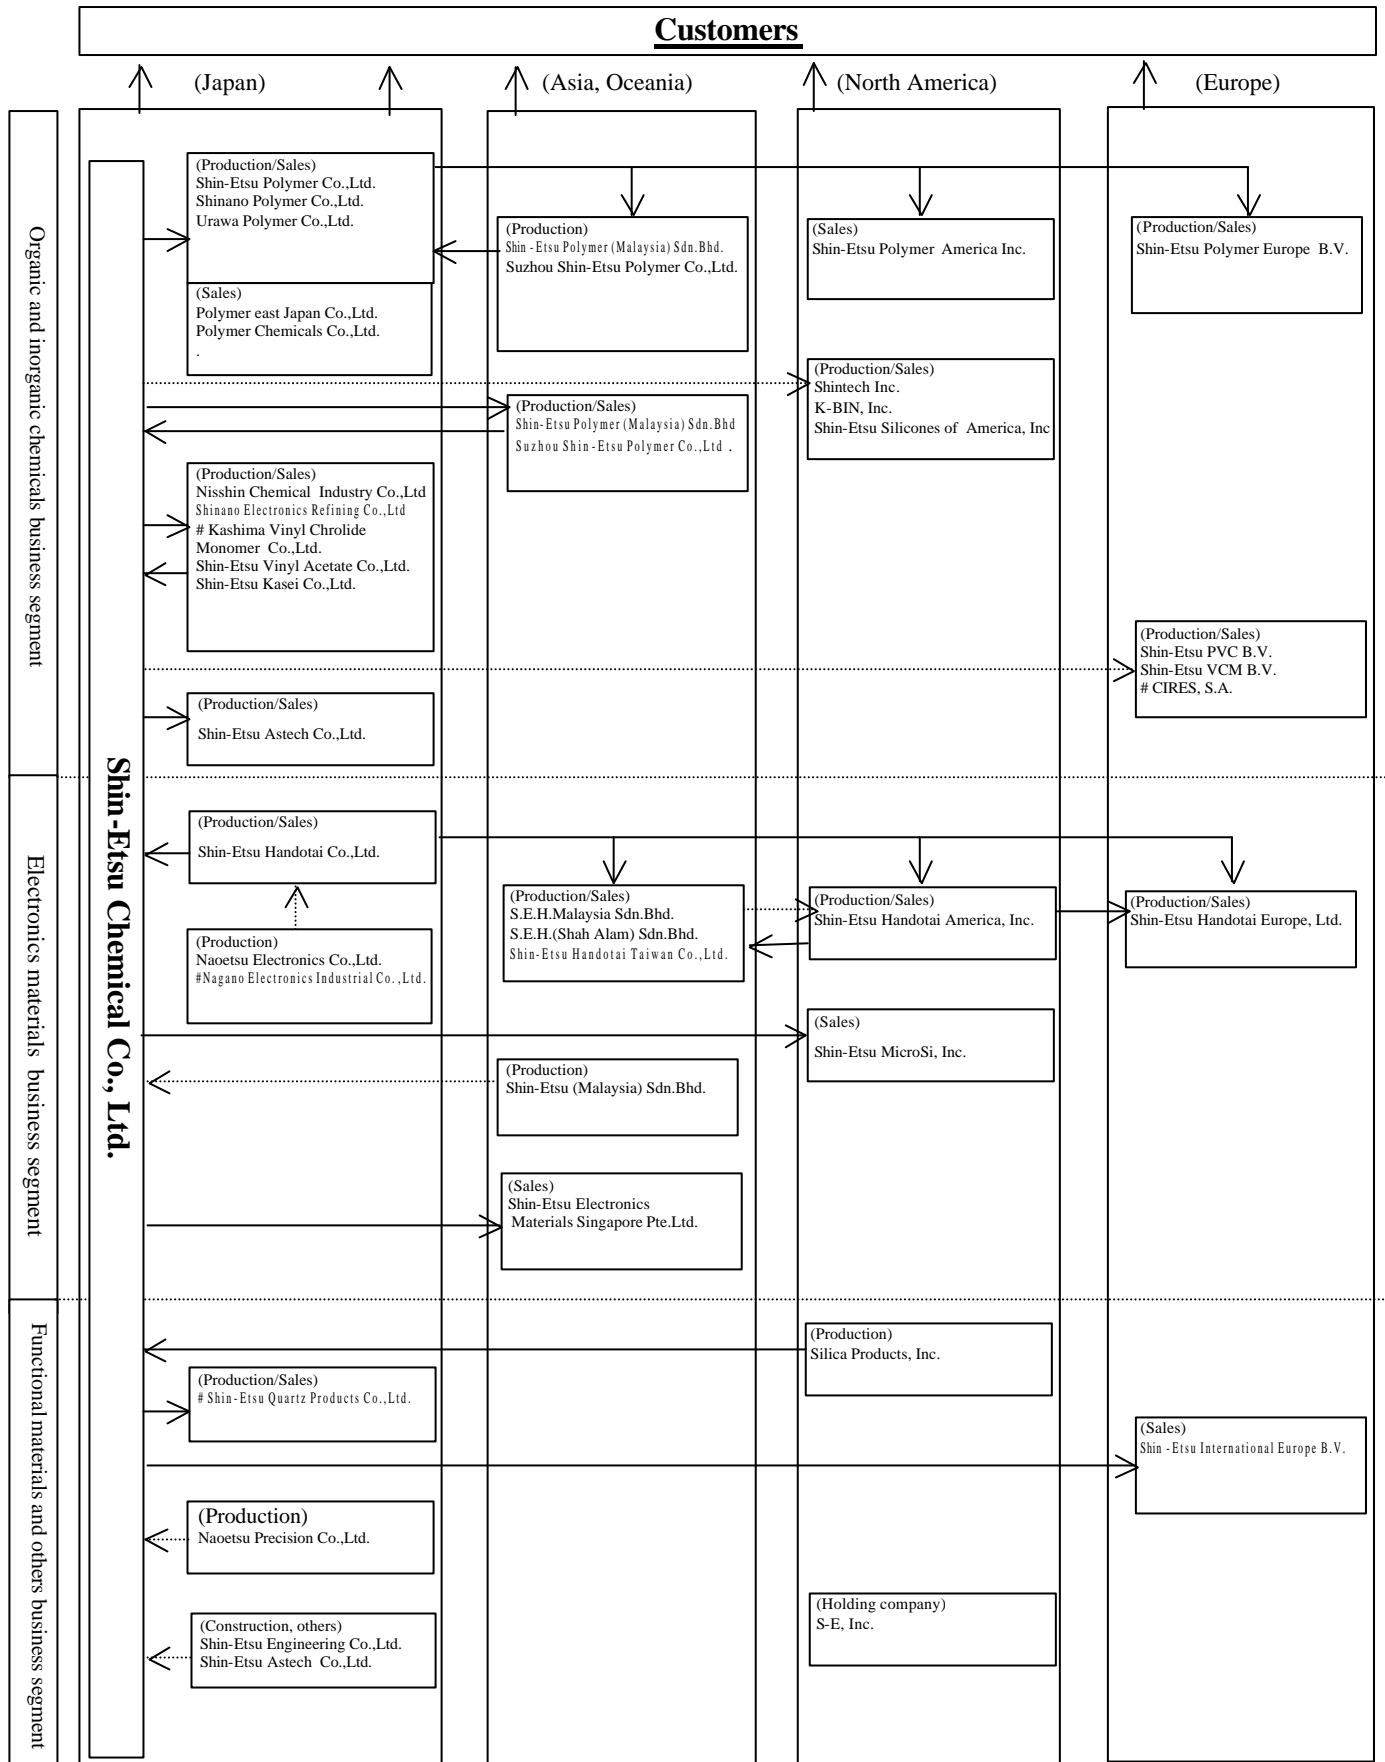 Customers
(Japan)
(Asia, Oceania)
(North America)
(Europe)
Organic and inorganic chemicals business segment
Shin-Etsu Chemical Co., Ltd.
(Production/Sales)
Shin-Etsu Polymer Co.,Ltd.
Shinano Polymer Co.,Ltd.
Urawa Polymer Co.,Ltd.
(Sales)
Polymer east Japan Co.,Ltd.
Polymer Chemicals Co.,Ltd.
.
(Production)
Shin -Etsu Polymer (Malaysia) Sdn.Bhd.
Suzhou Shin-Etsu Polymer Co.,Ltd.
(Sales)
Shin-Etsu Polymer America Inc.
(Production/Sales)
Shin-Etsu Polymer Europe B.V.
(Production/Sales)
Shintech Inc.
K-BIN, Inc.
Shin-Etsu Silicones of America, Inc
(Production/Sales)
Shin-Etsu Polymer (Malaysia) Sdn.Bhd
Suzhou Shin -Etsu Polymer Co.,Ltd .
(Production/Sales)
Nisshin Chemical Industry Co.,Ltd
Shinano Electronics Refining Co.,Ltd
# Kashima Vinyl Chrolide
Monomer Co.,Ltd.
Shin-Etsu Vinyl Acetate Co.,Ltd.
Shin-Etsu Kasei Co.,Ltd.
(Production/Sales)
Shin-Etsu PVC B.V.
Shin-Etsu VCM B.V.
# CIRES, S.A.
(Production/Sales)
Shin-Etsu Astech Co.,Ltd.
Electronics materials business segment
(Production/Sales)
Shin-Etsu Handotai Co.,Ltd.
(Production)
Naoetsu Electronics Co.,Ltd.
#Nagano Electronics Industrial Co.,Ltd.
(Production/Sales)
S.E.H.Malaysia Sdn.Bhd.
S.E.H.(Shah Alam) Sdn.Bhd.
Shin-Etsu Handotai Taiwan Co.,Ltd.
(Production/Sales)
Shin-Etsu Handotai America, Inc.
(Production/Sales)
Shin-Etsu Handotai Europe, Ltd.
(Sales)
Shin-Etsu MicroSi, Inc.
(Production)
Shin-Etsu (Malaysia) Sdn.Bhd.
(Sales)
Shin-Etsu Electronics
Materials Singapore Pte.Ltd.
Functional materials and others business segment
(Production)
Silica Products, Inc.
(Production/Sales)
# Shin-Etsu Quartz Products Co.,Ltd.
(Sales)
Shin -Etsu International Europe B.V.
(Production)
Naoetsu Precision Co.,Ltd.
(Holding company)
S-E, Inc.
(Construction, others)
Shin-Etsu Engineering Co.,Ltd.
Shin-Etsu Astech Co.,Ltd.